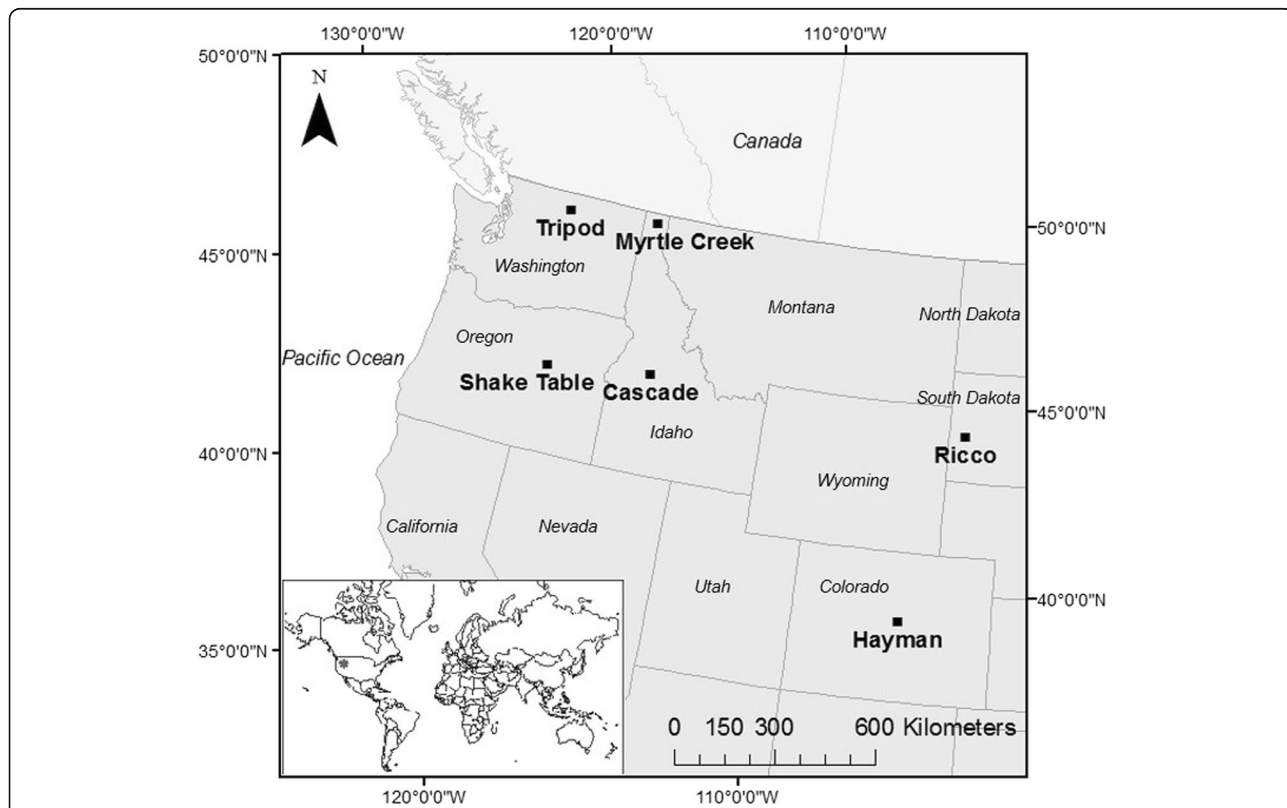 130°0'0"W 120°0'0"W 110°0'0"W
50°0'0"N
N
Canada
Tripod
Myrtle Creek
50°0'0"N
45°0'0"N
Washington
Montana
North Dakota
Oregon
Pacific Ocean
Shake Table
Cascade
South Dakota
45°0'0"N
Idaho
40°0'0"N
Ricco
Wyoming
California
Nevada
Utah
Colorado
40°0'0"N
Hayman
35°0'0"N
0 150 300 600 Kilometers
120°0'0"W 110°0'0"W